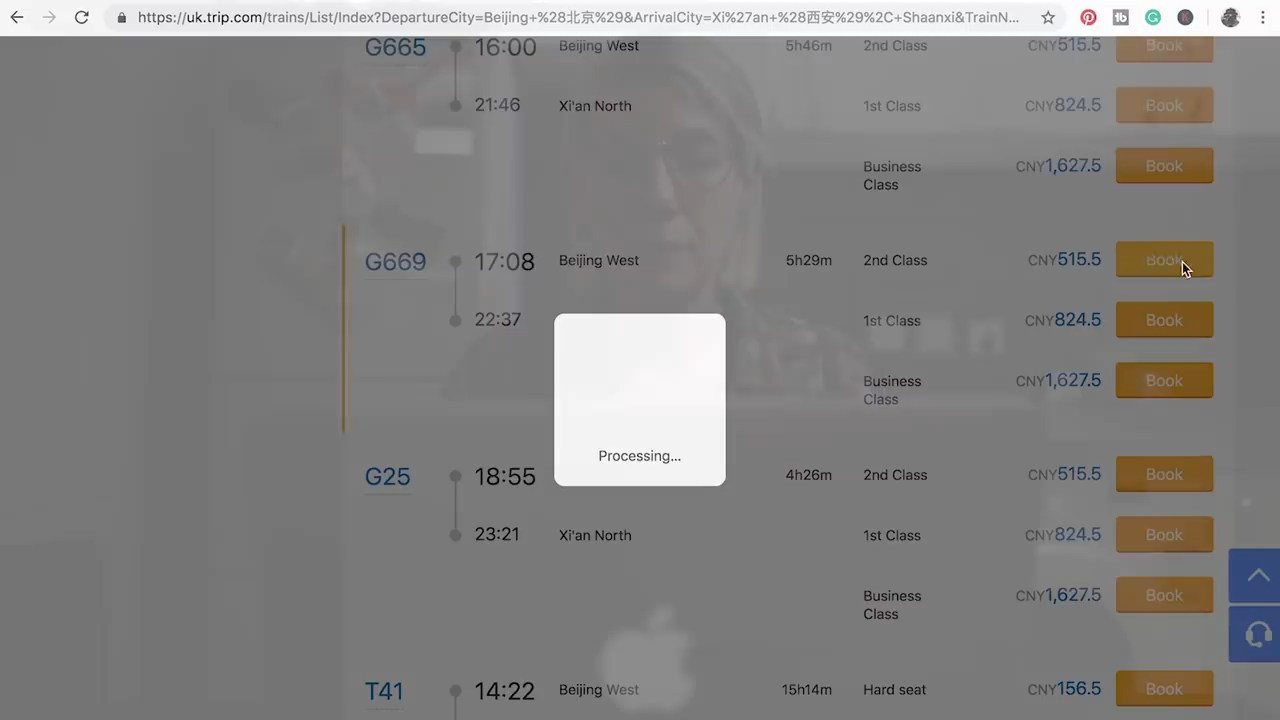 https://uk.trip.com/trains/List/Index?DepartureCity=Beijing+%28北京%29&ArrivalCity=Xi%27an+%28西安%29%2C+Shaanxi&TrainN...
G665 16:00 Beijing West 5h46m 2nd Class CNY515.5 Book
21:46 Xi'an North 1st Class CNY824.5 Book
Business Class CNY1,627.5 Book
G669 17:08 Beijing West 5h29m 2nd Class CNY515.5 Book
22:37 1st Class CNY824.5 Book
Business Class CNY1,627.5 Book
Processing...
G25 18:55 4h26m 2nd Class CNY515.5 Book
23:21 Xi'an North 1st Class CNY824.5 Book
Business Class CNY1,627.5 Book
T41 14:22 Beijing West 15h14m Hard seat CNY156.5 Book